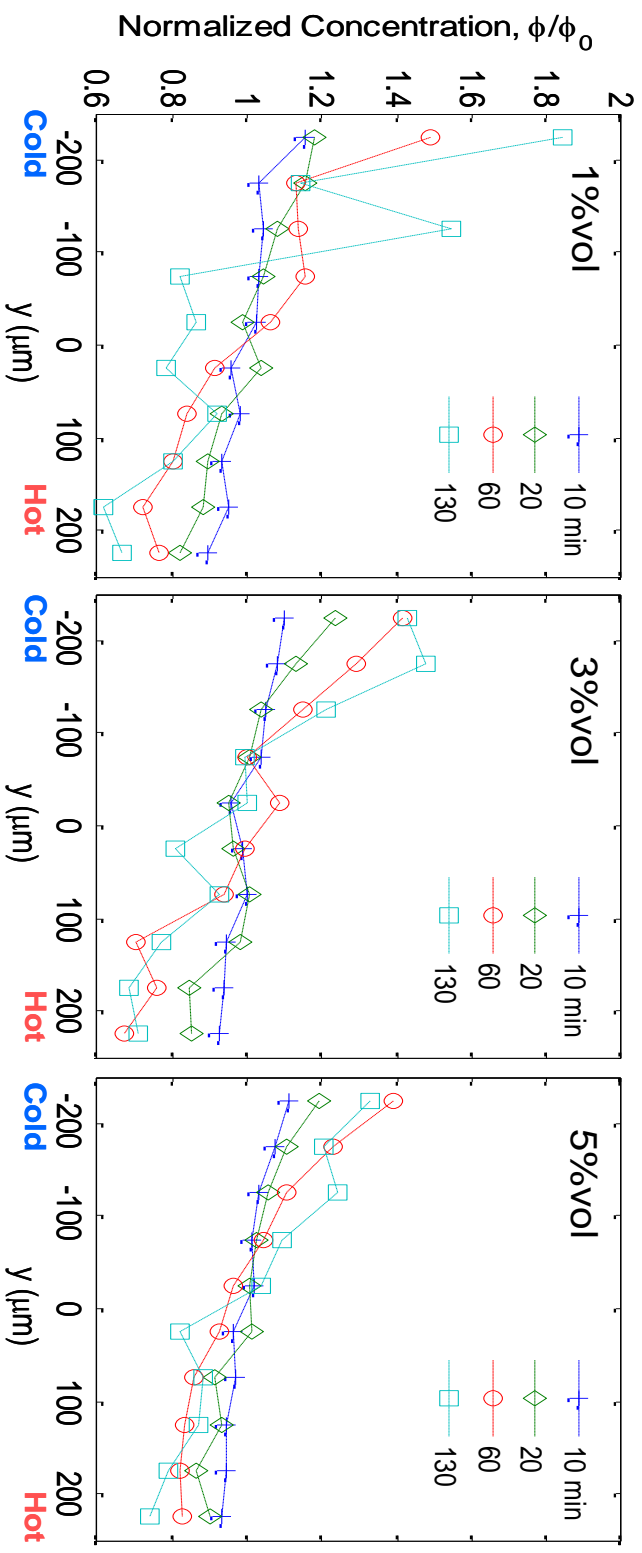 Normalized Concentration, ϕ/ϕ0
0.6 0.8 1 1.2 1.4 1.6 1.8 2
1%vol
10 min
20
60
130
-200 -100 0 100 200
Cold y (μm) Hot
3%vol
10 min
20
60
130
-200 -100 0 100 200
Cold y (μm) Hot
5%vol
10 min
20
60
130
-200 -100 0 100 200
Cold y (μm) Hot